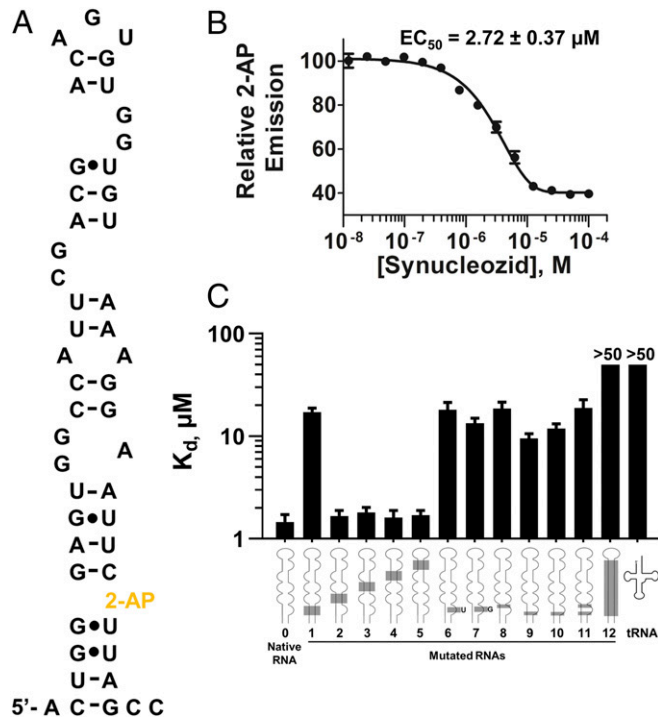 A
G
A U
C-G
A-U
G
G
G•U
C-G
A-U
G
C
U-A
U-A
A A
C-G
C-G
G A
G
U-A
G•U
A-U
G-C
2-AP
G•U
G•U
U-A
5'-A C-G C C
B
EC50 = 2.72 ± 0.37 µM
Relative 2-AP
Emission
100
80
60
40
10-8 10-7 10-6 10-5 10-4
[Synucleozid], M
C
Kd, µM
100
10
1
>50 >50
U G
0 1 2 3 4 5 6 7 8 9 10 11 12 tRNA
Native
RNA
Mutated RNAs